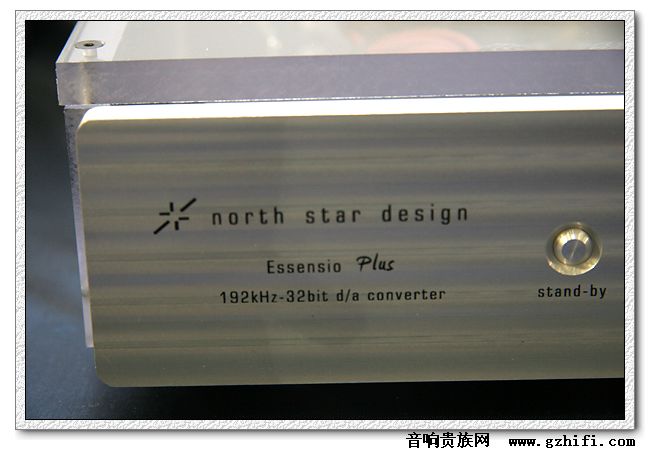 north star design
Essensio Plus
192kHz-32bit d/a converter
stand-by
音响贵族网 www.gzhifi.com